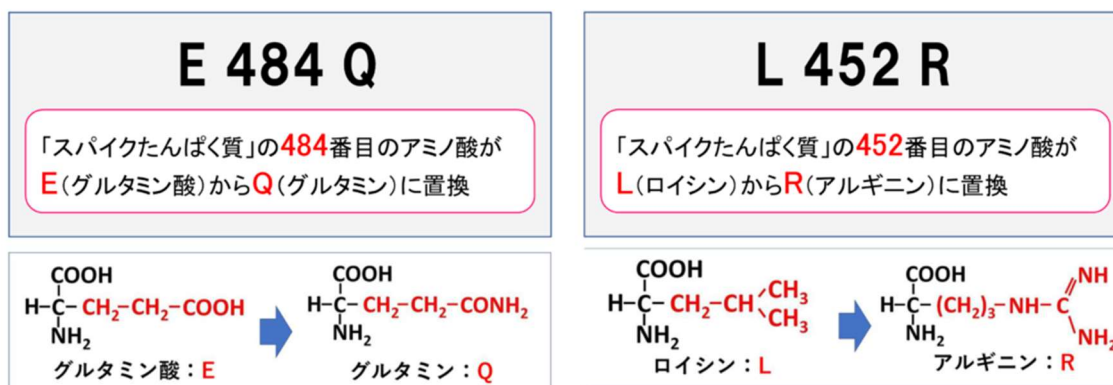 E 484 Q
「スパイクたんぱく質」の484番目のアミノ酸が
E(グルタミン酸)からQ(グルタミン)に置換
L 452 R
「スパイクたんぱく質」の452番目のアミノ酸が
L(ロイシン)からR(アルギニン)に置換
COOH
H-C-CH₂-CH₂-COOH
NH₂
グルタミン酸：E
COOH
H-C-CH₂-CH₂-CONH₂
NH₂
グルタミン：Q
COOH
H-C-CH₂-CH-CH₃
CH₃
NH₂
ロイシン：L
COOH
NH
H-C-(CH₂)₃-NH-C
NH₂
NH₂
アルギニン：R